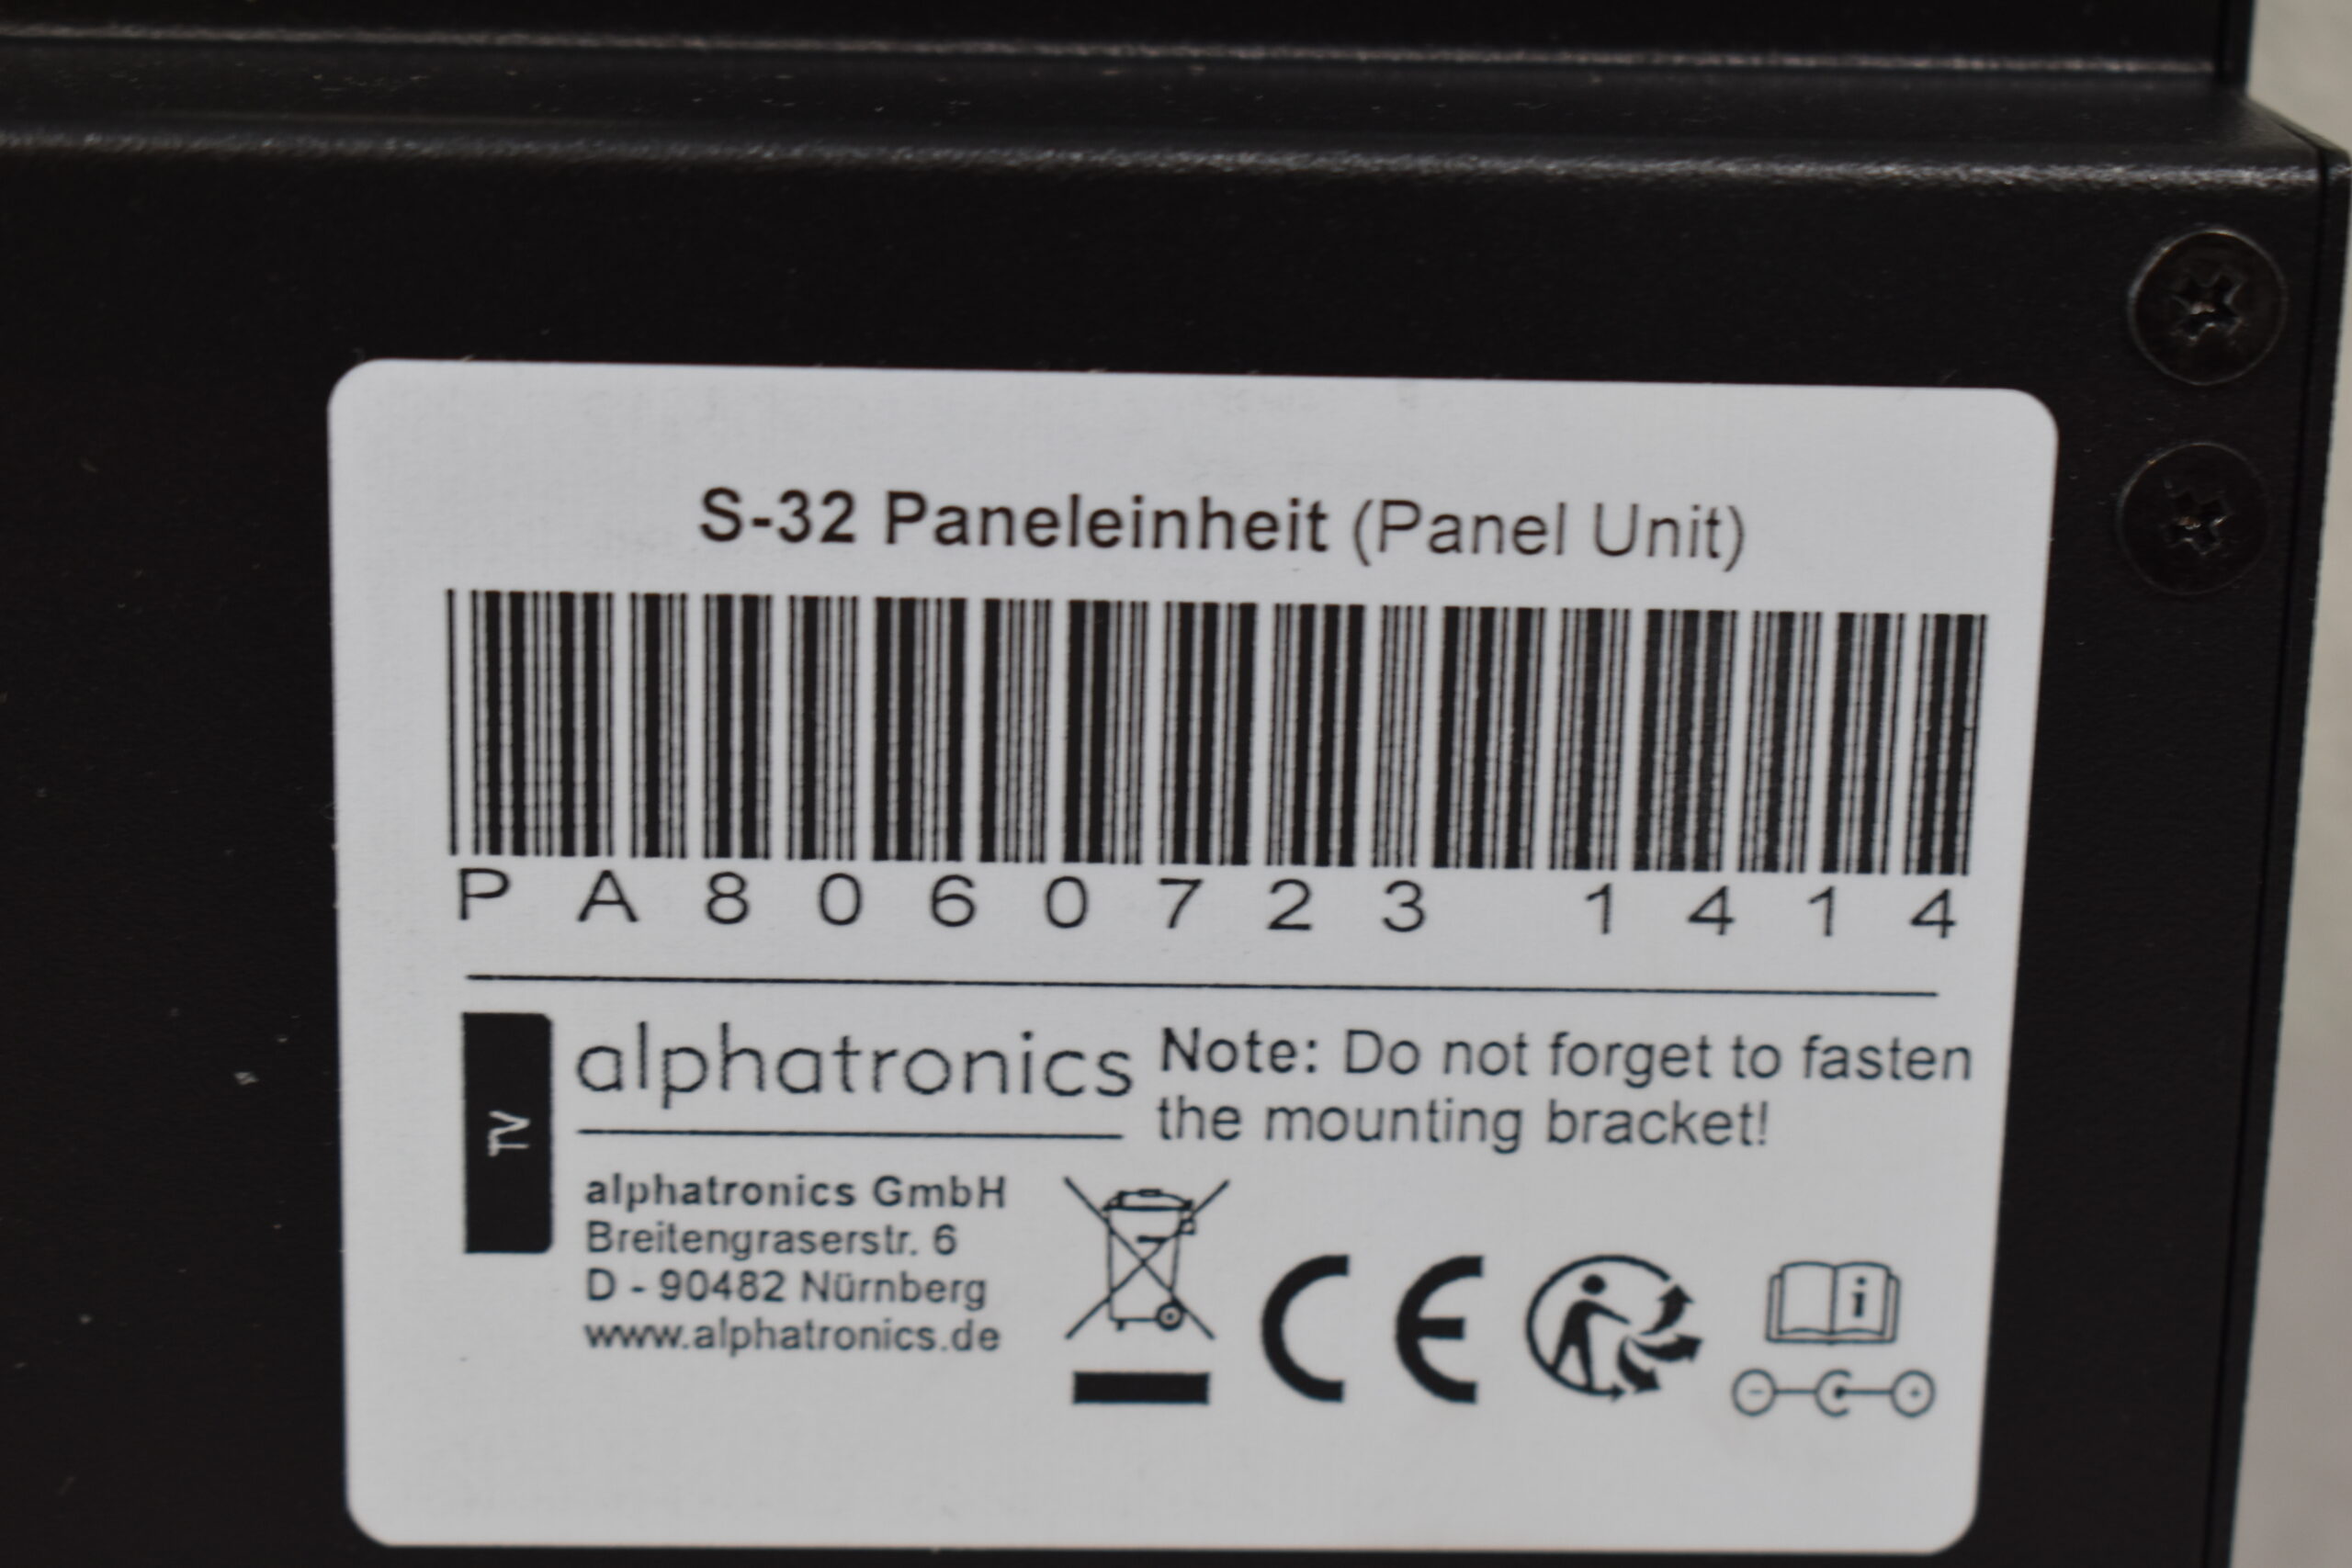 S-32 Paneleinheit (Panel Unit)
PA8060723 1414
TV
alphatronics
Note: Do not forget to fasten
the mounting bracket!
alphatronics GmbH
Breitengraserstr. 6
D - 90482 Nürnberg
www.alphatronics.de
CE
i